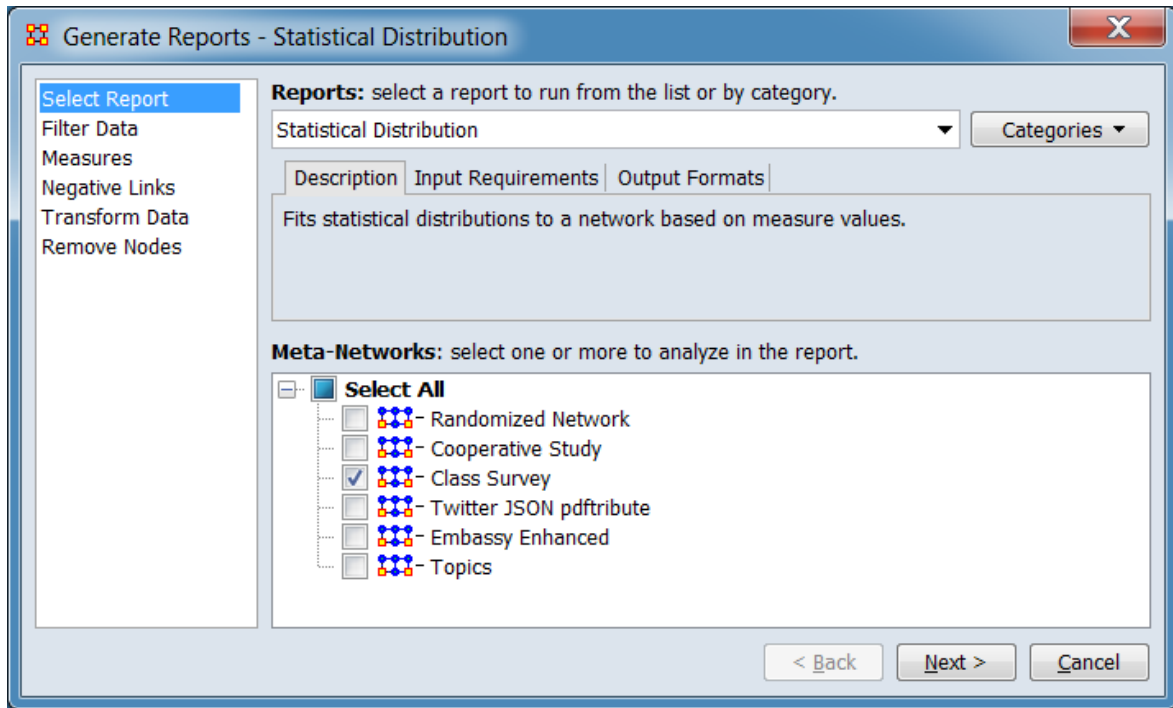 Generate Reports - Statistical Distribution
X
Select Report
Filter Data
Measures
Negative Links
Transform Data
Remove Nodes
Reports: select a report to run from the list or by category.
Statistical Distribution
Categories
Description Input Requirements Output Formats
Fits statistical distributions to a network based on measure values.
Meta-Networks: select one or more to analyze in the report.
Select All
Randomized Network
Cooperative Study
Class Survey
Twitter JSON pdftribute
Embassy Enhanced
Topics
< Back Next > Cancel